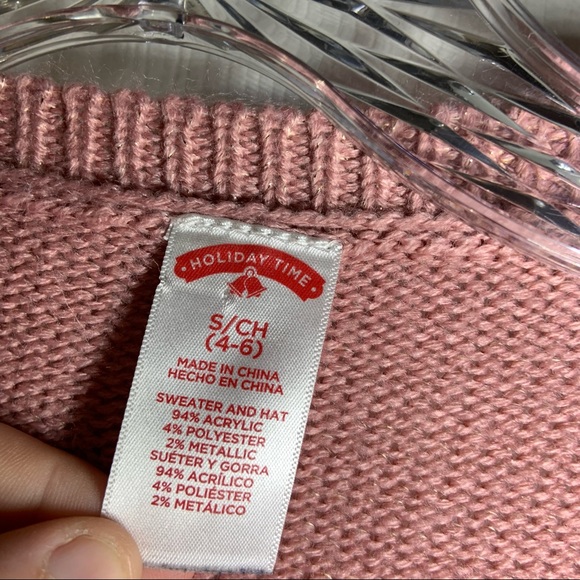 • HOLIDAY TIME •
S/CH
(4-6)
MADE IN CHINA
HECHO EN CHINA
SWEATER AND HAT
94% ACRYLIC
4% POLYESTER
2% METALLIC
SUÉTER Y GORRA
94% ACRÍLICO
4% POLIÉSTER
2% METÁLICO